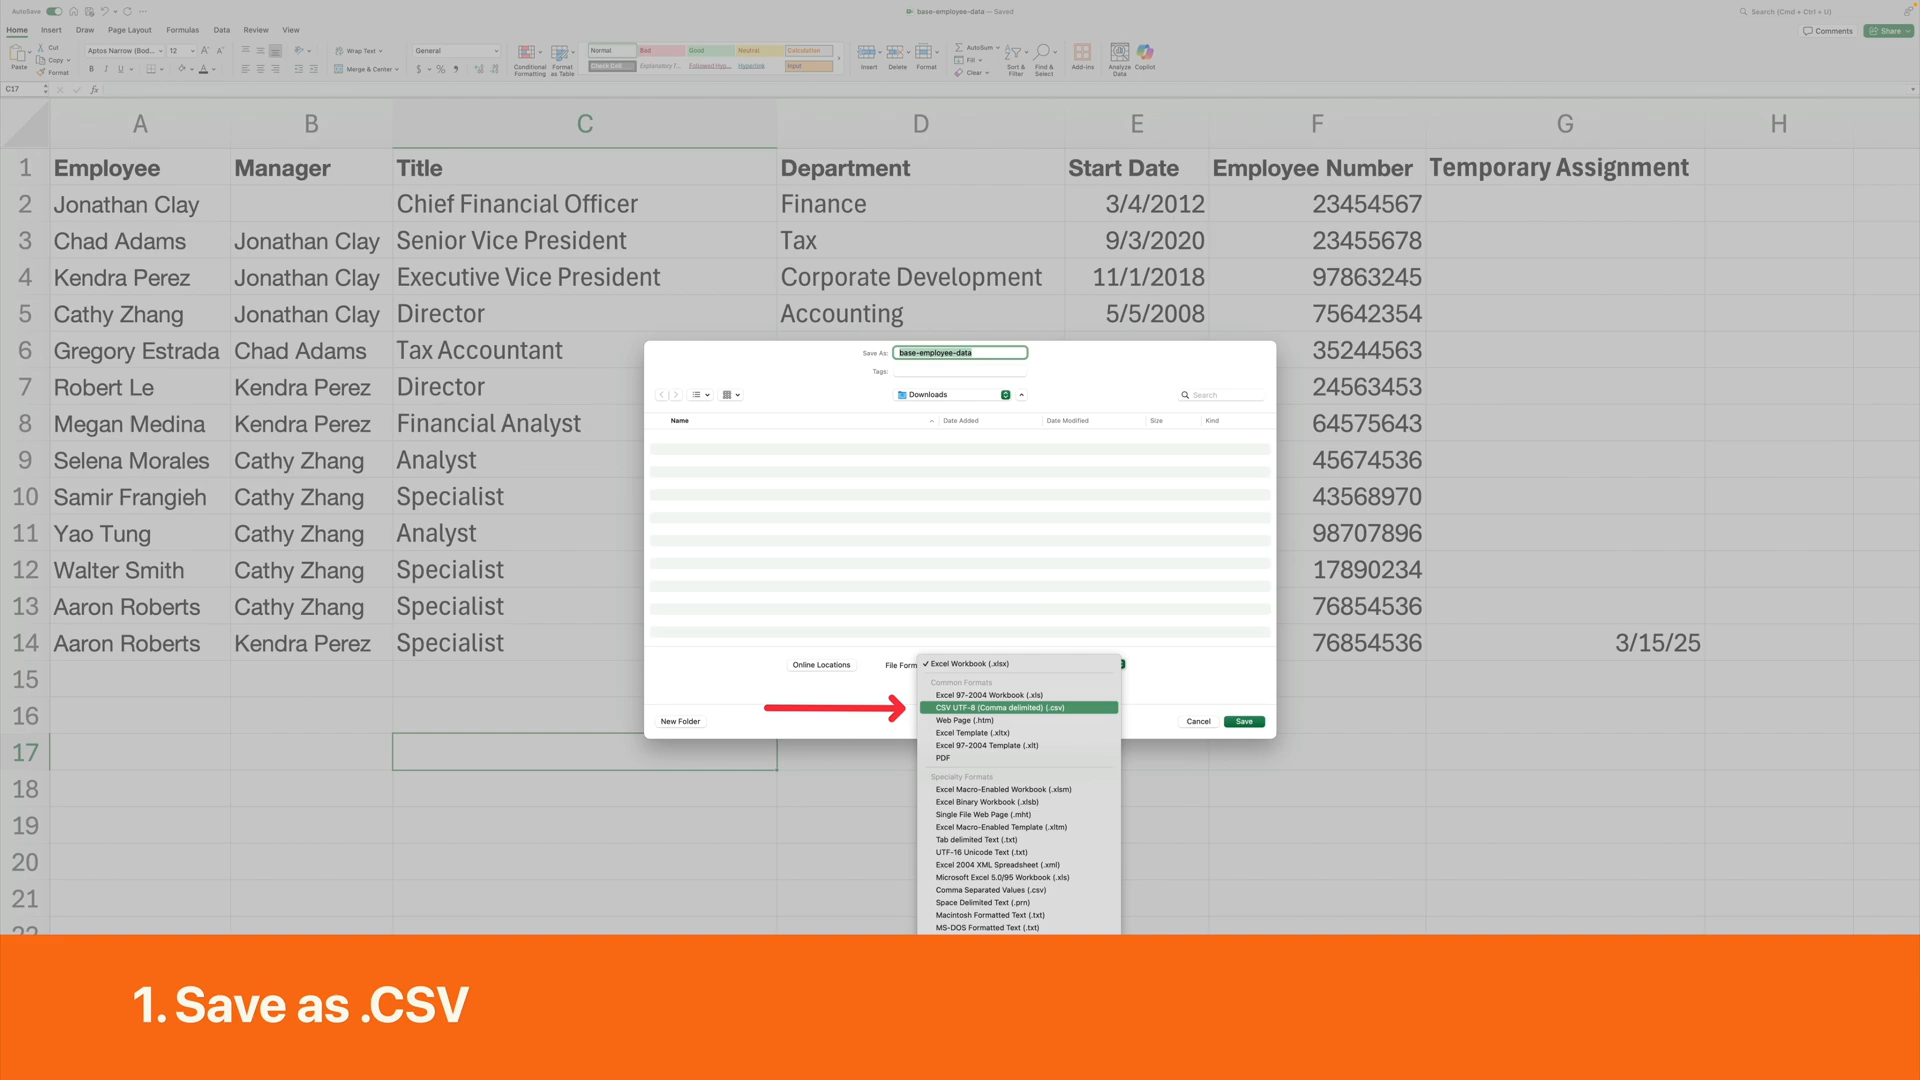 AutoSave
base-employee-data — Saved
Search (Cmd + Ctrl + U)
Home Insert Draw Page Layout Formulas Data Review View
Comments Share
Paste Cut Copy Format
Aptos Narrow (Bod... 12
B I U
Wrap Text
Merge & Center
General
$ % ,
Conditional Formatting
Format as Table
Normal Bad Good Neutral Calculation
Check Cell Explanatory T... Followed Hyp... Hyperlink Input
Insert Delete Format
AutoSum
Fill
Clear
Sort & Filter
Find & Select
Add-ins
Analyze Data
Copilot
C17 fx
A B C D E F G H
1 Employee Manager Title Department Start Date Employee Number Temporary Assignment
2 Jonathan Clay Chief Financial Officer Finance 3/4/2012 23454567
3 Chad Adams Jonathan Clay Senior Vice President Tax 9/3/2020 23455678
4 Kendra Perez Jonathan Clay Executive Vice President Corporate Development 11/1/2018 97863245
5 Cathy Zhang Jonathan Clay Director Accounting 5/5/2008 75642354
6 Gregory Estrada Chad Adams Tax Accountant 35244563
7 Robert Le Kendra Perez Director 24563453
8 Megan Medina Kendra Perez Financial Analyst 64575643
9 Selena Morales Cathy Zhang Analyst 45674536
10 Samir Frangieh Cathy Zhang Specialist 43568970
11 Yao Tung Cathy Zhang Analyst 98707896
12 Walter Smith Cathy Zhang Specialist 17890234
13 Aaron Roberts Cathy Zhang Specialist 76854536
14 Aaron Roberts Kendra Perez Specialist 76854536 3/15/25
15
16
17
18
19
20
21
Save As: base-employee-data
Tags:
Downloads
Search
Name Date Added Date Modified Size Kind
Online Locations
File Form
✓ Excel Workbook (.xlsx)
Common Formats
Excel 97-2004 Workbook (.xls)
CSV UTF-8 (Comma delimited) (.csv)
Web Page (.htm)
Excel Template (.xltx)
Excel 97-2004 Template (.xlt)
PDF
Specialty Formats
Excel Macro-Enabled Workbook (.xlsm)
Excel Binary Workbook (.xlsb)
Single File Web Page (.mht)
Excel Macro-Enabled Template (.xltm)
Tab delimited Text (.txt)
UTF-16 Unicode Text (.txt)
Excel 2004 XML Spreadsheet (.xml)
Microsoft Excel 5.0/95 Workbook (.xls)
Comma Separated Values (.csv)
Space Delimited Text (.prn)
Macintosh Formatted Text (.txt)
MS-DOS Formatted Text (.txt)
New Folder
Cancel Save
1. Save as .CSV